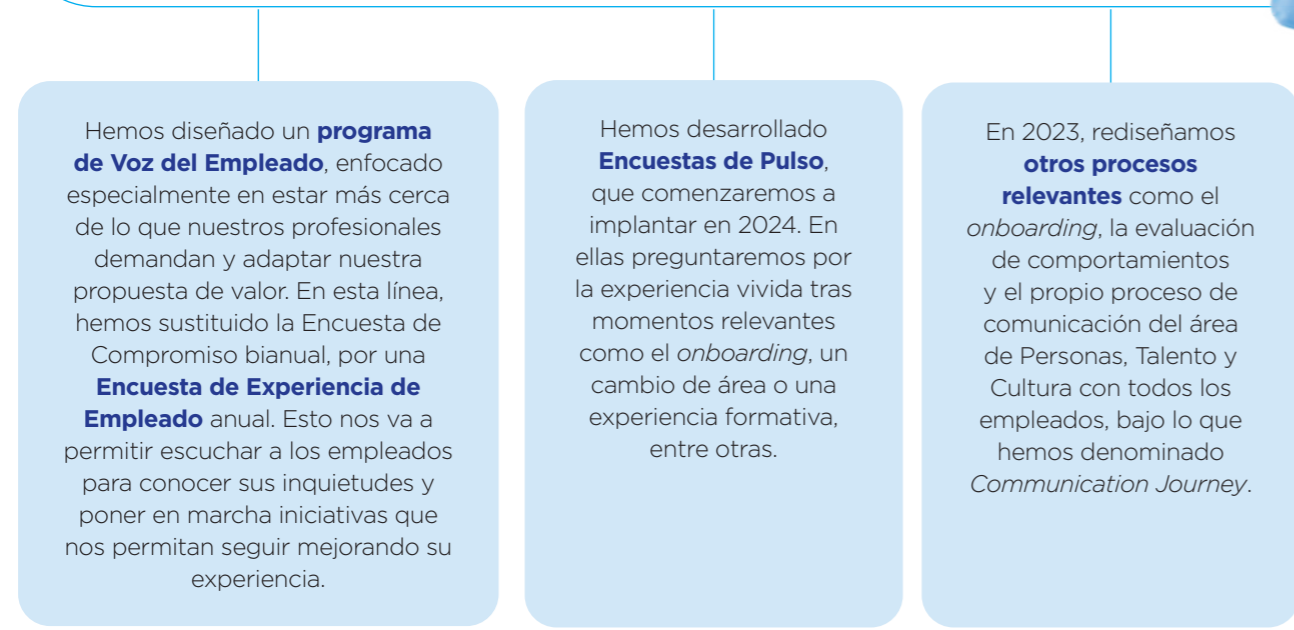 Hemos diseñado un programa
de Voz del Empleado, enfocado
especialmente en estar más cerca
de lo que nuestros profesionales
demandan y adaptar nuestra
propuesta de valor. En esta línea,
hemos sustituido la Encuesta de
Compromiso bianual, por una
Encuesta de Experiencia de
Empleado anual. Esto nos va a
permitir escuchar a los empleados
para conocer sus inquietudes y
poner en marcha iniciativas que
nos permitan seguir mejorando su
experiencia.
Hemos desarrollado
Encuestas de Pulso,
que comenzaremos a
implantar en 2024. En
ellas preguntaremos por
la experiencia vivida tras
momentos relevantes
como el onboarding, un
cambio de área o una
experiencia formativa,
entre otras.
En 2023, rediseñamos
otros procesos
relevantes como el
onboarding, la evaluación
de comportamientos
y el propio proceso de
comunicación del área
de Personas, Talento y
Cultura con todos los
empleados, bajo lo que
hemos denominado
Communication Journey.